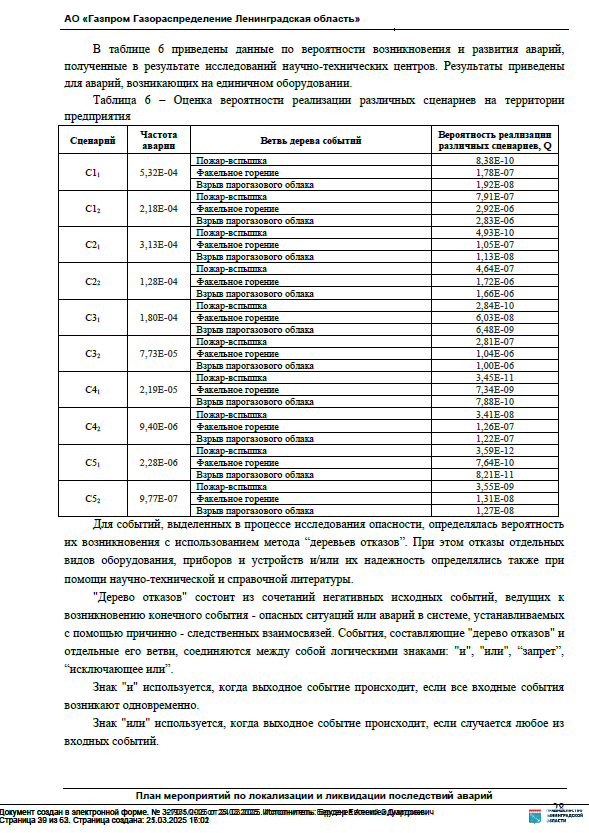 АО «Газпром Газораспределение Ленинградская область»
В таблице 6 приведены данные по вероятности возникновения и развития аварий,
полученные в результате исследований научно-технических центров. Результаты приведены
для аварий, возникающих на единичном оборудовании.
Таблица 6 – Оценка вероятности реализации различных сценариев на территории
предприятия
Сценарий | Частота аварии | Ветвь дерева событий | Вероятность реализации различных сценариев, Q
С1₁ | 5,32E-04 | Пожар-вспышка | 8,38E-10
Факельное горение | 1,78E-07
Взрыв парогазового облака | 1,92E-08
С1₂ | 2,18E-04 | Пожар-вспышка | 7,91E-07
Факельное горение | 2,92E-06
Взрыв парогазового облака | 2,83E-06
С2₁ | 3,13E-04 | Пожар-вспышка | 4,93E-10
Факельное горение | 1,05E-07
Взрыв парогазового облака | 1,13E-08
С2₂ | 1,28E-04 | Пожар-вспышка | 4,64E-07
Факельное горение | 1,72E-06
Взрыв парогазового облака | 1,66E-06
С3₁ | 1,80E-04 | Пожар-вспышка | 2,84E-10
Факельное горение | 6,03E-08
Взрыв парогазового облака | 6,48E-09
С3₂ | 7,73E-05 | Пожар-вспышка | 2,81E-07
Факельное горение | 1,04E-06
Взрыв парогазового облака | 1,00E-06
С4₁ | 2,19E-05 | Пожар-вспышка | 3,45E-11
Факельное горение | 7,34E-09
Взрыв парогазового облака | 7,88E-10
С4₂ | 9,40E-06 | Пожар-вспышка | 3,41E-08
Факельное горение | 1,26E-07
Взрыв парогазового облака | 1,22E-07
С5₁ | 2,28E-06 | Пожар-вспышка | 3,59E-12
Факельное горение | 7,64E-10
Взрыв парогазового облака | 8,21E-11
С5₂ | 9,77E-07 | Пожар-вспышка | 3,55E-09
Факельное горение | 1,31E-08
Взрыв парогазового облака | 1,27E-08
Для событий, выделенных в процессе исследования опасности, определялась вероятность
их возникновения с использованием метода “деревьев отказов”. При этом отказы отдельных
видов оборудования, приборов и устройств и/или их надежность определялись также при
помощи научно-технической и справочной литературы.
"Дерево отказов" состоит из сочетаний негативных исходных событий, ведущих к
возникновению конечного события - опасных ситуаций или аварий в системе, устанавливаемых
с помощью причинно - следственных взаимосвязей. События, составляющие "дерево отказов" и
отдельные его ветви, соединяются между собой логическими знаками: "и", "или", “запрет”,
“исключающее или”.
Знак "и" используется, когда выходное событие происходит, если все входные события
возникают одновременно.
Знак "или" используется, когда выходное событие происходит, если случается любое из
входных событий.
План мероприятий по локализации и ликвидации последствий аварий
Документ создан в электронной форме. №
Исполнитель:
Страница создана: